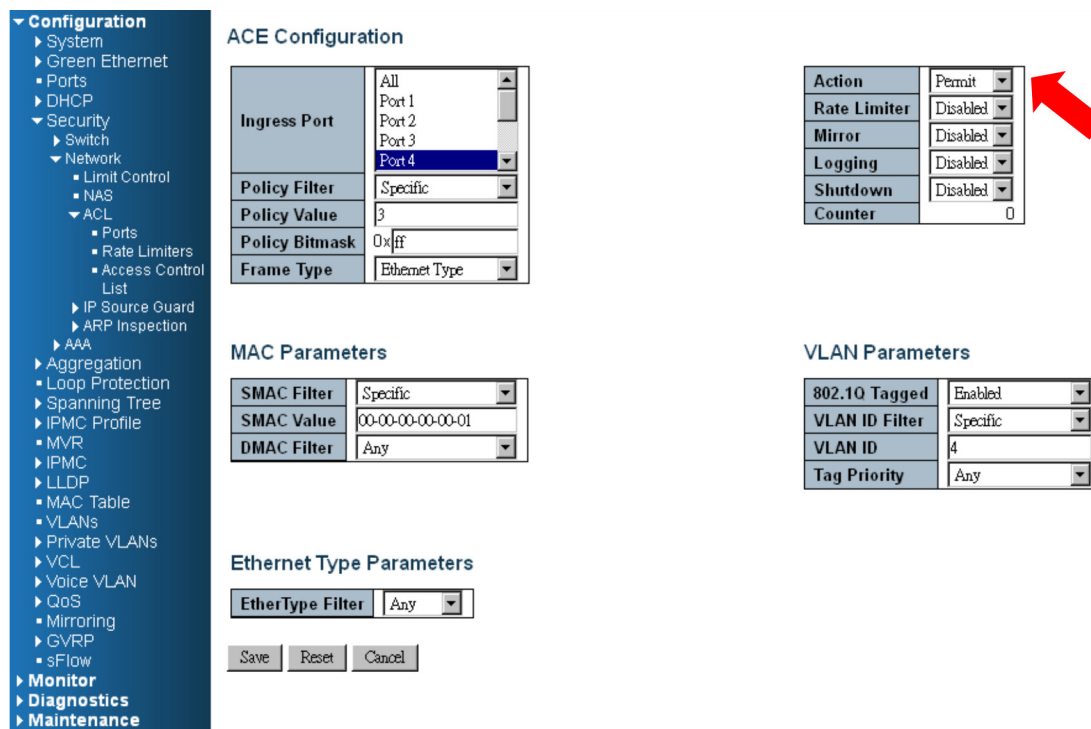 Configuration
System
Green Ethernet
Ports
DHCP
Security
Switch
Network
Limit Control
NAS
ACL
Ports
Rate Limiters
Access Control
List
IP Source Guard
ARP Inspection
AAA
Aggregation
Loop Protection
Spanning Tree
IPMC Profile
MVR
IPMC
LLDP
MAC Table
VLANs
Private VLANs
VCL
Voice VLAN
QoS
Mirroring
GVRP
sFlow
Monitor
Diagnostics
Maintenance
ACE Configuration
Ingress Port
All
Port 1
Port 2
Port 3
Port 4
Policy Filter Specific
Policy Value 3
Policy Bitmask 0xff
Frame Type Ethernet Type
Action Permit
Rate Limiter Disabled
Mirror Disabled
Logging Disabled
Shutdown Disabled
Counter 0
MAC Parameters
SMAC Filter Specific
SMAC Value 00-00-00-00-00-01
DMAC Filter Any
VLAN Parameters
802.1Q Tagged Enabled
VLAN ID Filter Specific
VLAN ID 4
Tag Priority Any
Ethernet Type Parameters
EtherType Filter Any
Save Reset Cancel